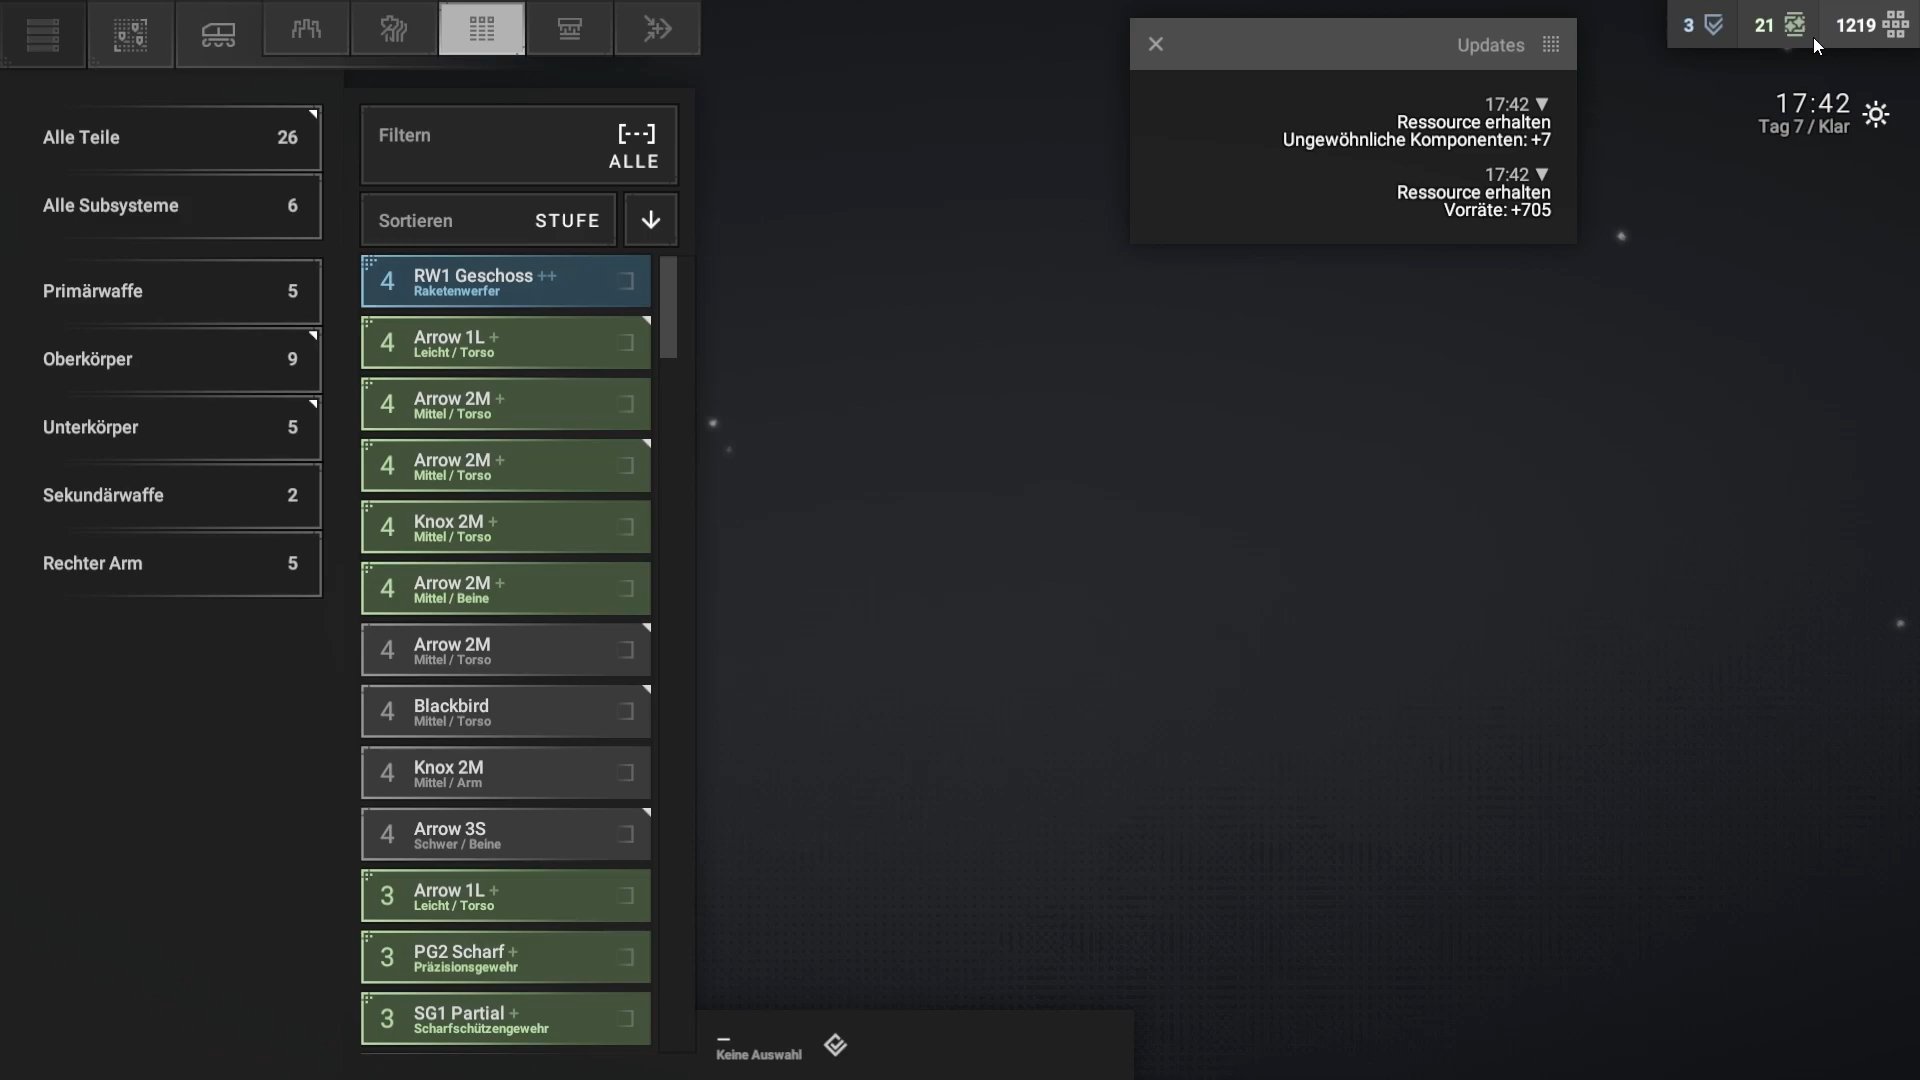 3
21
1219
Updates
17:42 ▼
Ressource erhalten
Ungewöhnliche Komponenten: +7
17:42 ▼
Ressource erhalten
Vorräte: +705
17:42
Tag 7 / Klar
Alle Teile 26
Alle Subsysteme 6
Primärwaffe 5
Oberkörper 9
Unterkörper 5
Sekundärwaffe 2
Rechter Arm 5
Filtern [---]
ALLE
Sortieren STUFE
4 RW1 Geschoss ++
Raketenwerfer
4 Arrow 1L +
Leicht / Torso
4 Arrow 2M +
Mittel / Torso
4 Arrow 2M +
Mittel / Torso
4 Knox 2M +
Mittel / Torso
4 Arrow 2M +
Mittel / Beine
4 Arrow 2M
Mittel / Torso
4 Blackbird
Mittel / Torso
4 Knox 2M
Mittel / Arm
4 Arrow 3S
Schwer / Beine
3 Arrow 1L +
Leicht / Torso
3 PG2 Scharf +
Präzisionsgewehr
3 SG1 Partial +
Scharfschützengewehr
–
Keine Auswahl